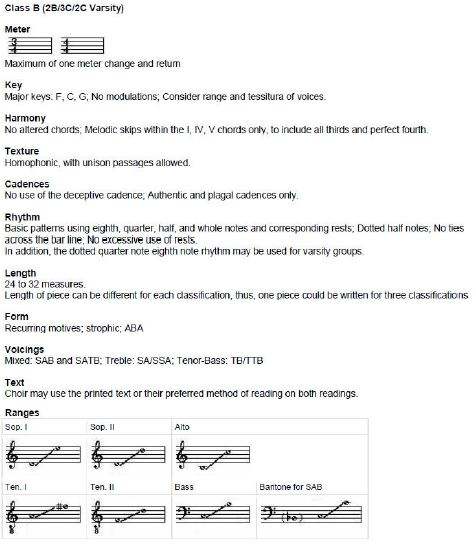 Class B (2B/3C/2C Varsity)
Meter
3 4
4 4
Maximum of one meter change and return
Key
Major keys: F, C, G; No modulations; Consider range and tessitura of voices.
Harmony
No altered chords; Melodic skips within the I, IV, V chords only, to include all thirds and perfect fourth.
Texture
Homophonic, with unison passages allowed.
Cadences
No use of the deceptive cadence; Authentic and plagal cadences only.
Rhythm
Basic patterns using eighth, quarter, half, and whole notes and corresponding rests; Dotted half notes; No ties
across the bar line; No excessive use of rests.
In addition, the dotted quarter note eighth note rhythm may be used for varsity groups.
Length
24 to 32 measures.
Length of piece can be different for each classification, thus, one piece could be written for three classifications
Form
Recurring motives; strophic; ABA
Voicings
Mixed: SAB and SATB; Treble: SA/SSA; Tenor-Bass: TB/TTB
Text
Choir may use the printed text or their preferred method of reading on both readings.
Ranges
Sop. I Sop. II Alto
8 8
Ten. I Ten. II Bass Baritone for SAB
8 8